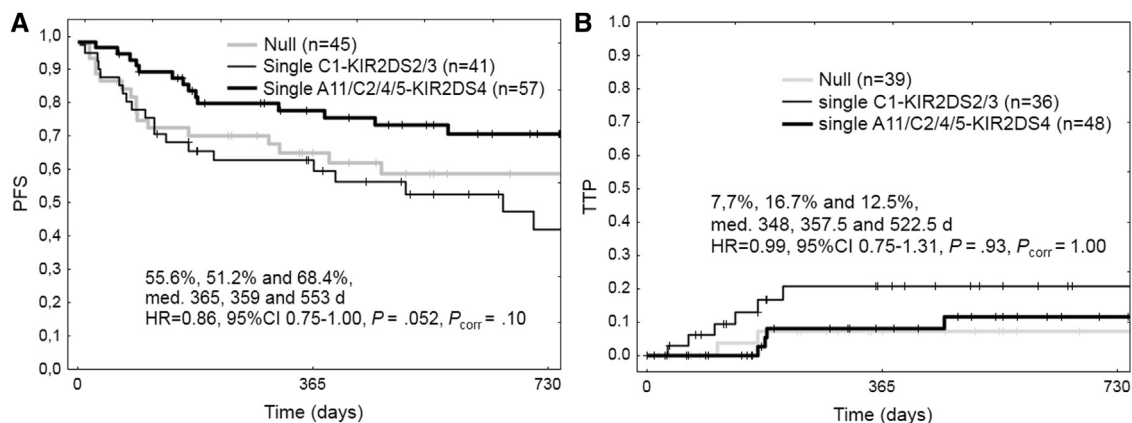 A
1,0
0,9
0,8
0,7
0,6
0,5
0,4
0,3
0,2
0,1
0,0
PFS
Null (n=45)
Single C1-KIR2DS2/3 (n=41)
Single A11/C2/4/5-KIR2DS4 (n=57)
55.6%, 51.2% and 68.4%,
med. 365, 359 and 553 d
HR=0.86, 95%CI 0.75-1.00, P = .052, Pcorr = .10
0
365
730
Time (days)
B
1.0
0.9
0.8
0.7
0.6
0.5
0.4
0.3
0.2
0.1
0.0
TTP
Null (n=39)
single C1-KIR2DS2/3 (n=36)
single A11/C2/4/5-KIR2DS4 (n=48)
7,7%, 16.7% and 12.5%,
med. 348, 357.5 and 522.5 d
HR=0.99, 95%CI 0.75-1.31, P = .93, Pcorr = 1.00
0
365
730
Time (days)